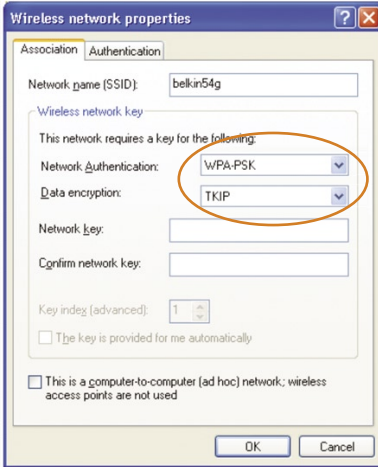 Wireless network properties
Association Authentication
Network name (SSID): belkin54g
Wireless network key
This network requires a key for the following:
Network Authentication: WPA-PSK
Data encryption: TKIP
Network key:
Confirm network key:
Key index (advanced): 1
The key is provided for me automatically
This is a computer-to-computer (ad hoc) network; wireless
access points are not used
OK Cancel